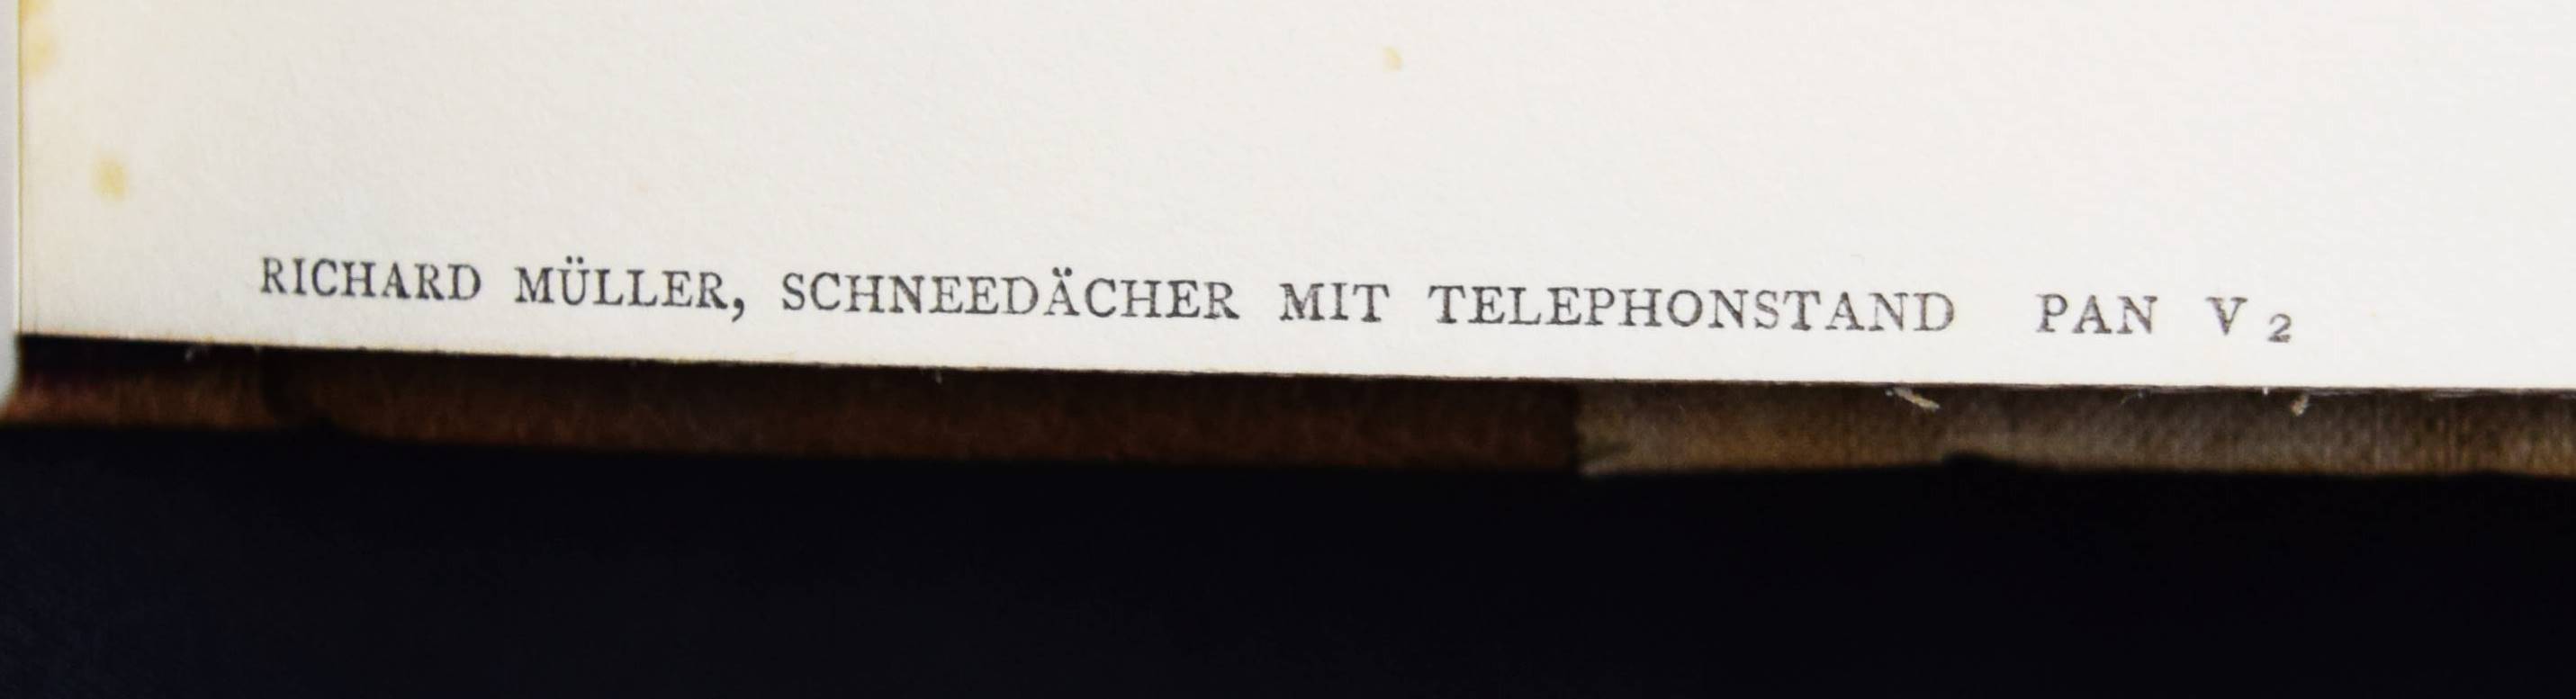 RICHARD MÜLLER, SCHNEEDÄCHER MIT TELEPHONSTAND PAN V 2